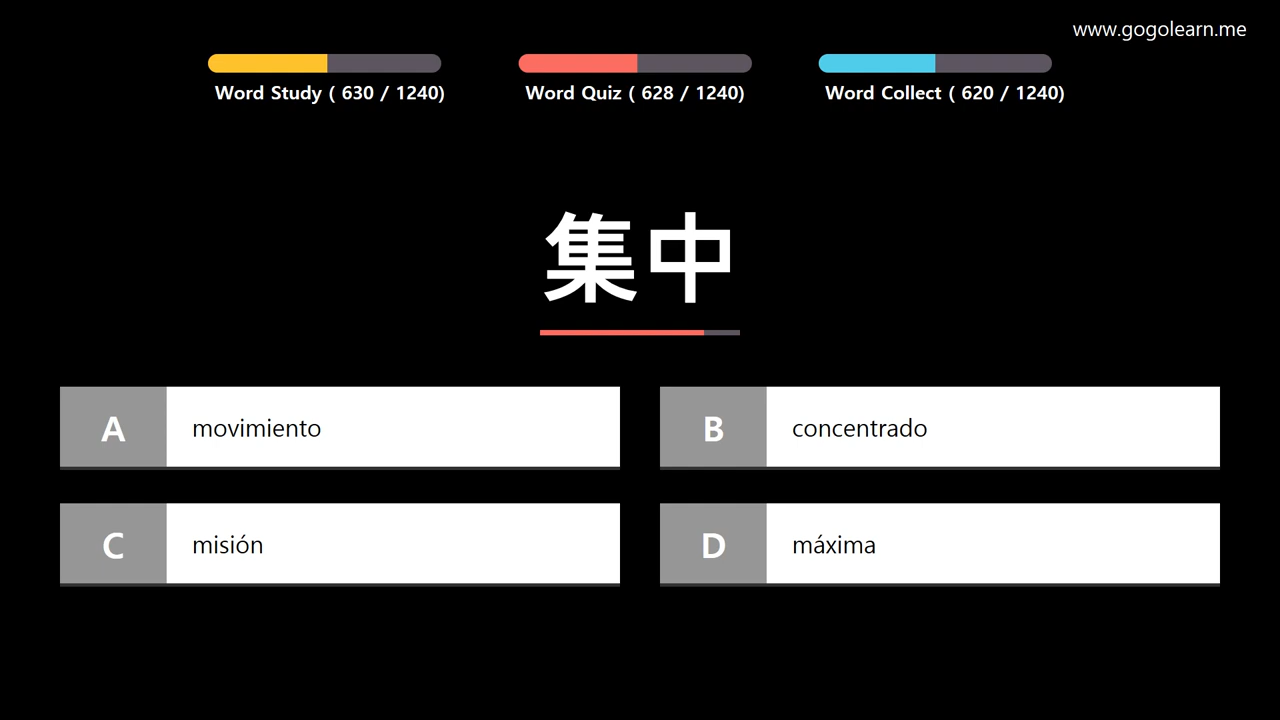 www.gogolearn.me
Word Study ( 630 / 1240)
Word Quiz ( 628 / 1240)
Word Collect ( 620 / 1240)
集中
A movimiento
B concentrado
C misión
D máxima